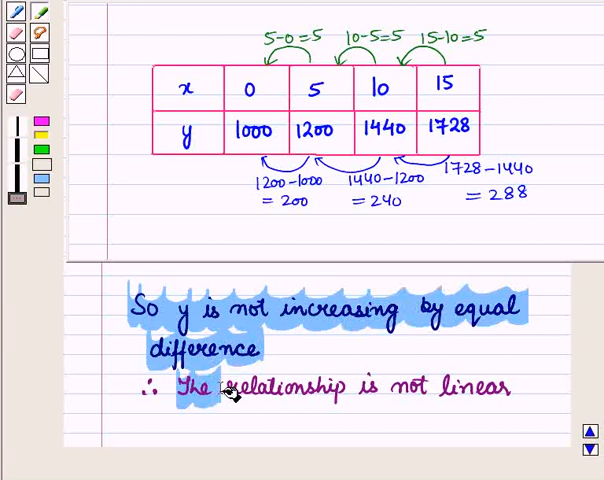 5-0=5 10-5=5 15-10=5
x 0 5 10 15
y 1000 1200 1440 1728
1200-1000 1440-1200 1728-1440
= 200 = 240 = 288
So y is not increasing by equal
difference
∴ The relationship is not linear